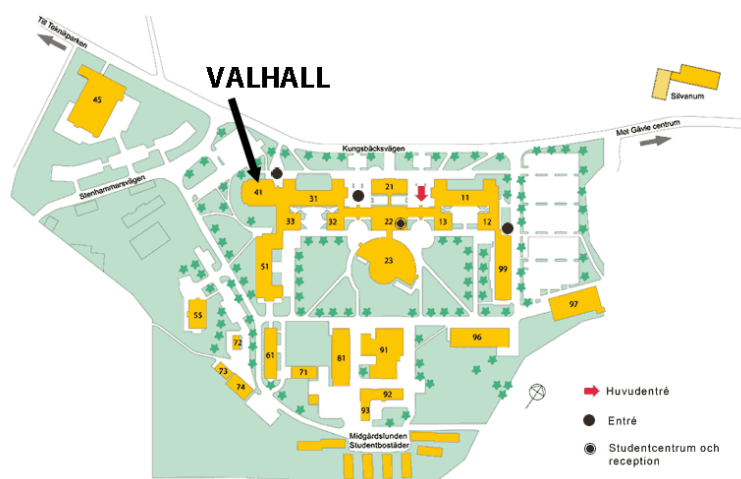 Till Teknikparken
VALHALL
45
Silvanum
Mot Gävle centrum
Kungsbäcksvägen
Stenhammarsvägen
41
31
21
11
33
32
22
13
12
51
23
99
97
55
72
61
81
91
96
73
74
71
92
93
Midgårdslunden
Studentbostäder
Huvudentré
Entré
Studentcentrum och
reception